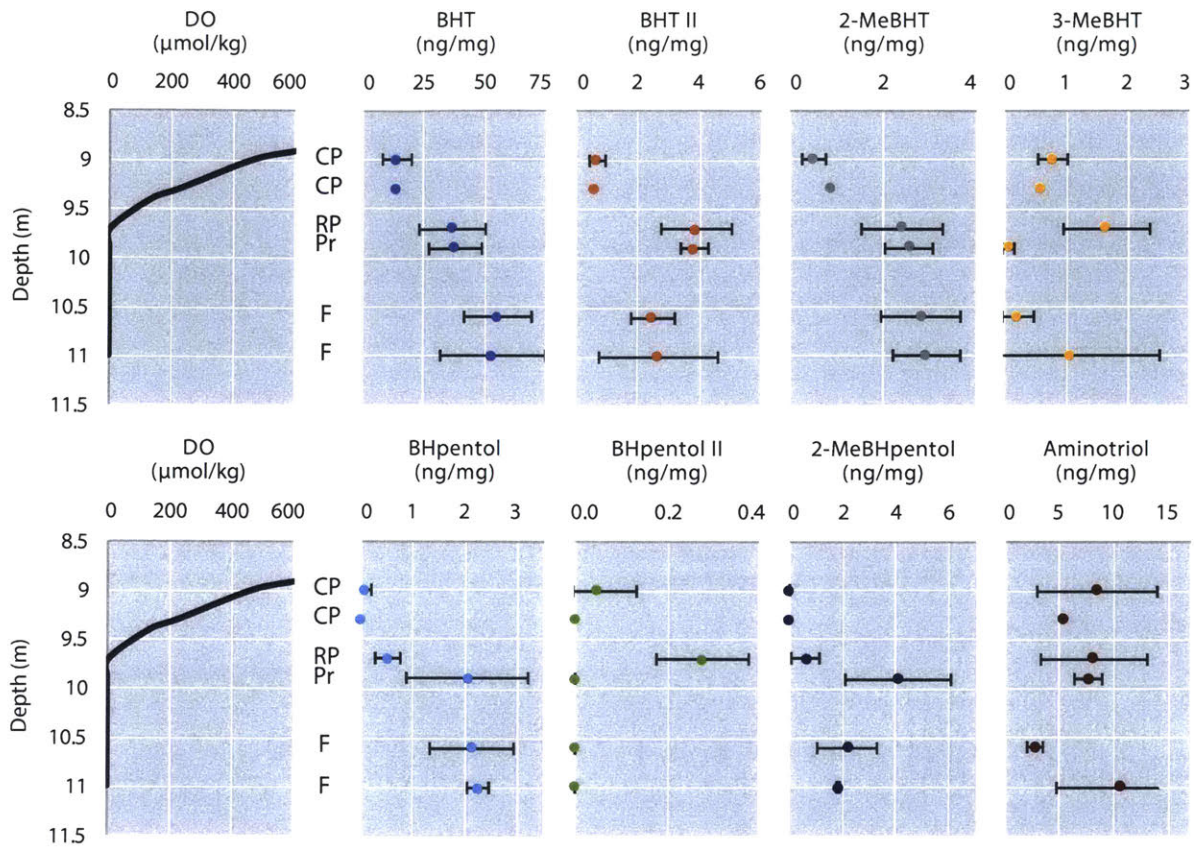 DO BHT BHT II 2-MeBHT 3-MeBHT
(µmol/kg) (ng/mg) (ng/mg) (ng/mg) (ng/mg)
0 200 400 600 0 25 50 75 0 2 4 6 0 2 4 0 1 2 3
8.5
9 CP
CP
9.5
RP
Pr
10
10.5 F
11 F
11.5
Depth (m)
DO BHpentol BHpentol II 2-MeBHpentol Aminotriol
(µmol/kg) (ng/mg) (ng/mg) (ng/mg) (ng/mg)
0 200 400 600 0 1 2 3 0.0 0.2 0.4 0 2 4 6 0 5 10 15
8.5
9 CP
CP
9.5
RP
Pr
10
10.5 F
11 F
11.5
Depth (m)